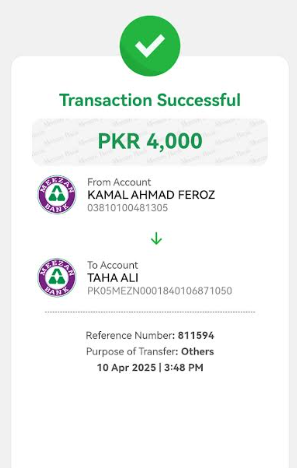 Transaction Successful
PKR 4,000
MEEZAN BANK
From Account
KAMAL AHMAD FEROZ
03810100481305
MEEZAN BANK
To Account
TAHA ALI
PK05MEZN0001840106871050
Reference Number: 811594
Purpose of Transfer: Others
10 Apr 2025 | 3:48 PM